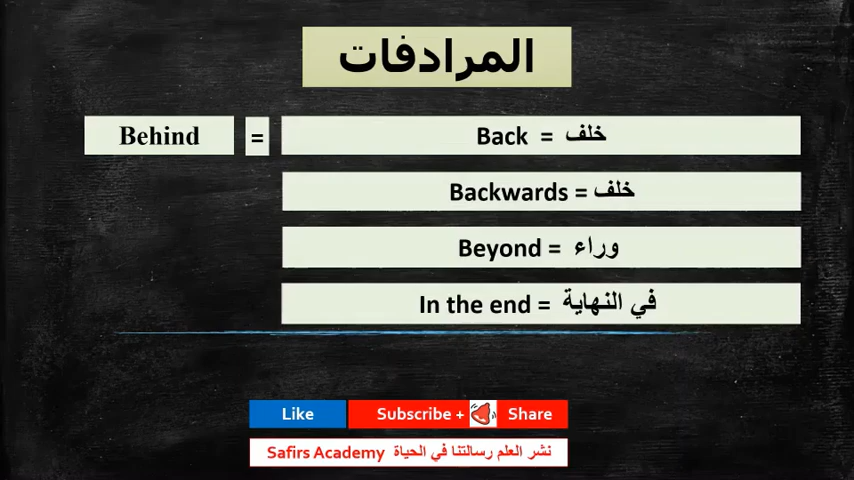 المرادفات
Behind = Back = خلف
Backwards = خلف
Beyond = وراء
In the end = في النهاية
Like Subscribe + Share
Safirs Academy نشر العلم رسالتنا في الحياة